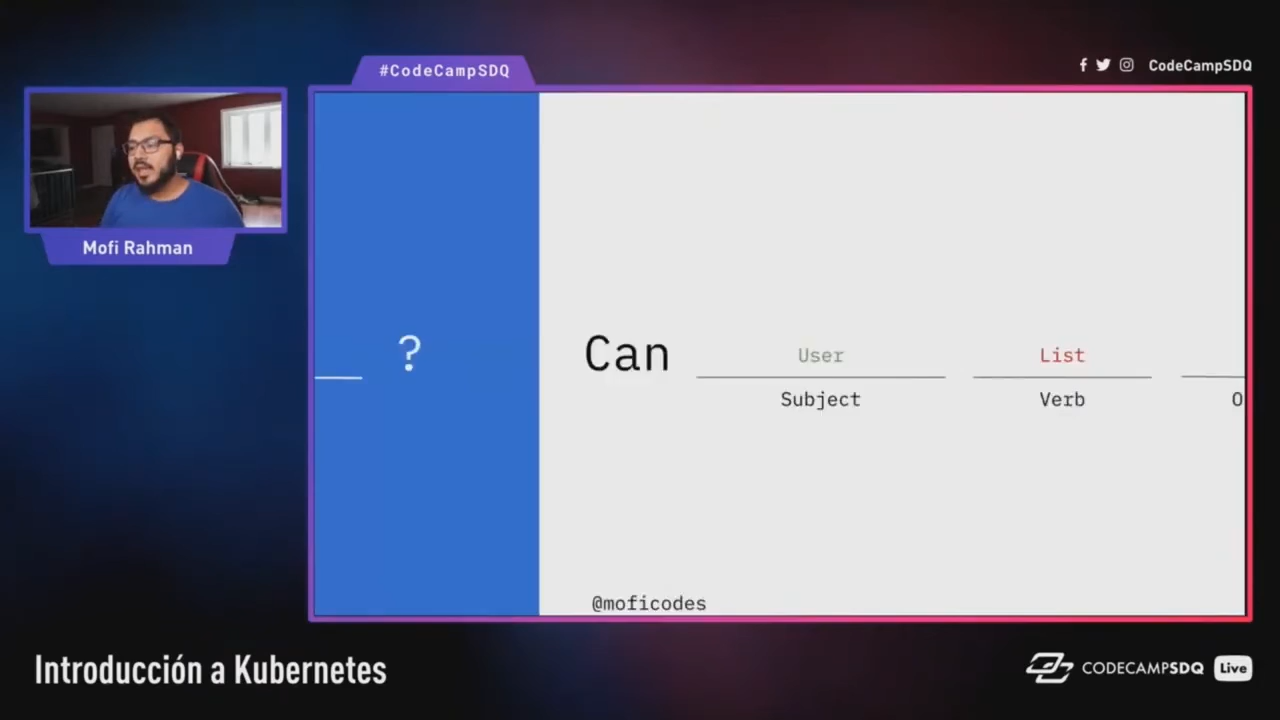 #CodeCampSDQ
CodeCampSDQ
Mofi Rahman
?
Can
User
List
Subject
Verb
O
@moficodes
Introducción a Kubernetes
CODECAMPSDQ
Live